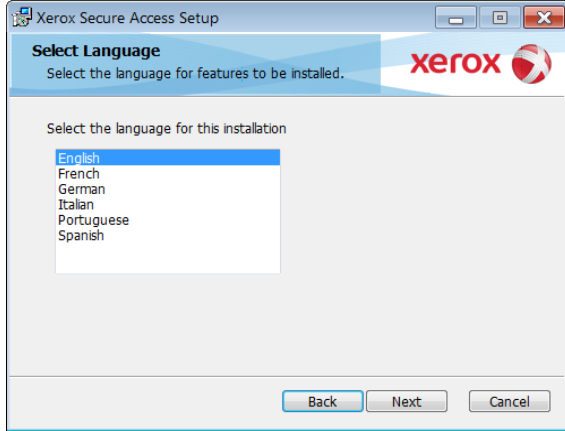 Xerox Secure Access Setup
Select Language
Select the language for features to be installed.
xerox
Select the language for this installation
English
French
German
Italian
Portuguese
Spanish
Back
Next
Cancel